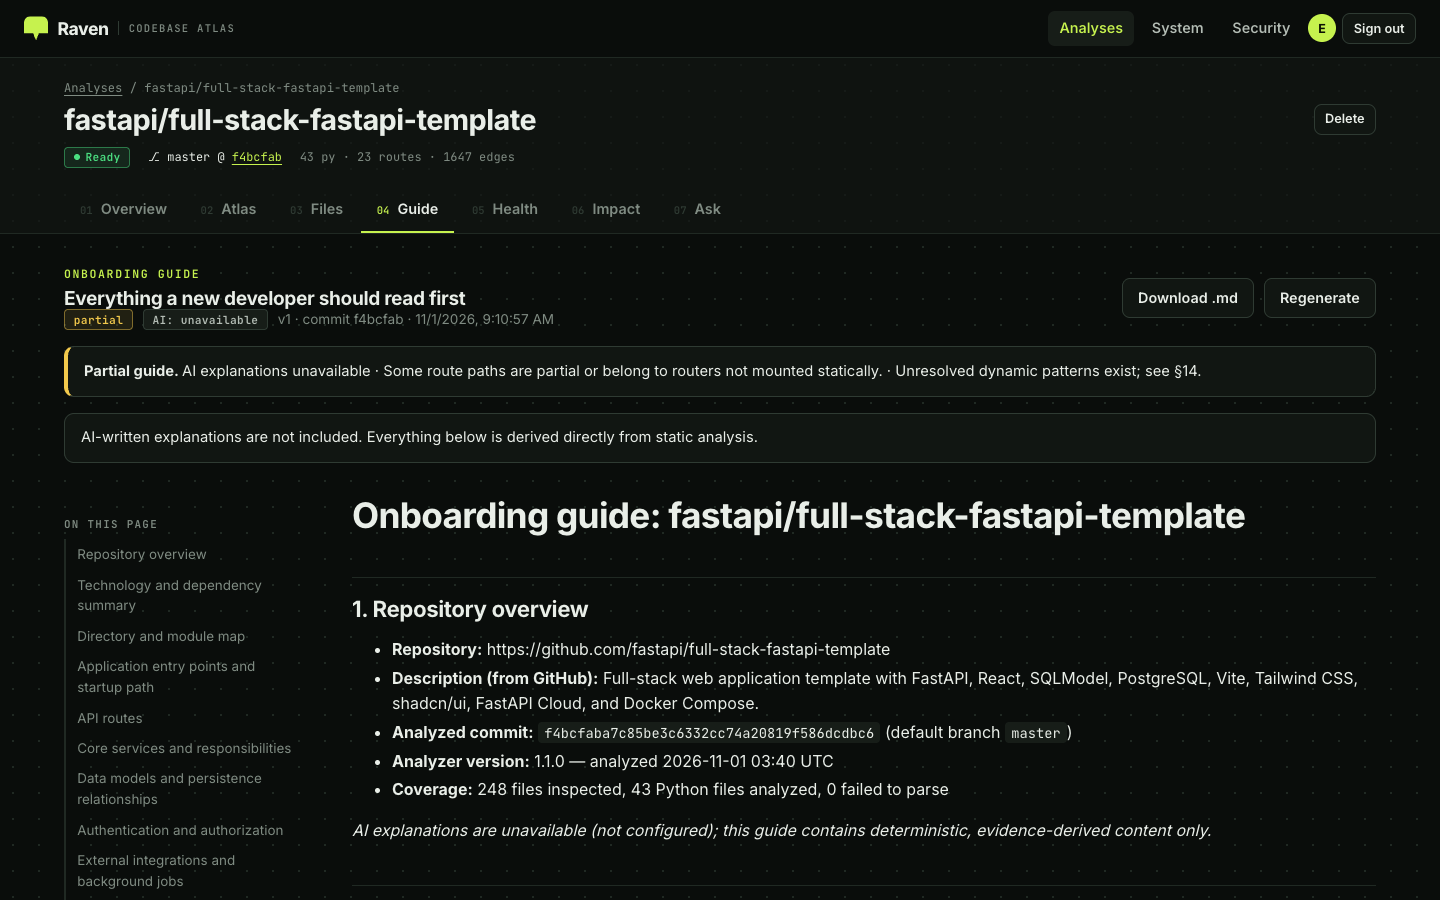 Raven
CODEBASE ATLAS
Analyses
System
Security
E
Sign out
Analyses / fastapi/full-stack-fastapi-template
fastapi/full-stack-fastapi-template
Delete
Ready
master @ f4bcfab
43 py · 23 routes · 1647 edges
01 Overview
02 Atlas
03 Files
04 Guide
05 Health
06 Impact
07 Ask
ONBOARDING GUIDE
Everything a new developer should read first
partial
AI: unavailable
v1 · commit f4bcfab · 11/1/2026, 9:10:57 AM
Download .md
Regenerate
Partial guide. AI explanations unavailable · Some route paths are partial or belong to routers not mounted statically. · Unresolved dynamic patterns exist; see §14.
AI-written explanations are not included. Everything below is derived directly from static analysis.
ON THIS PAGE
Repository overview
Technology and dependency
summary
Directory and module map
Application entry points and
startup path
API routes
Core services and responsibilities
Data models and persistence
relationships
Authentication and authorization
External integrations and
background jobs
Onboarding guide: fastapi/full-stack-fastapi-template
1. Repository overview
• Repository: https://github.com/fastapi/full-stack-fastapi-template
• Description (from GitHub): Full-stack web application template with FastAPI, React, SQLModel, PostgreSQL, Vite, Tailwind CSS,
shadcn/ui, FastAPI Cloud, and Docker Compose.
• Analyzed commit: f4bcfaba7c85be3c6332cc74a20819f586dcdbc6 (default branch master )
• Analyzer version: 1.1.0 — analyzed 2026-11-01 03:40 UTC
• Coverage: 248 files inspected, 43 Python files analyzed, 0 failed to parse
AI explanations are unavailable (not configured); this guide contains deterministic, evidence-derived content only.